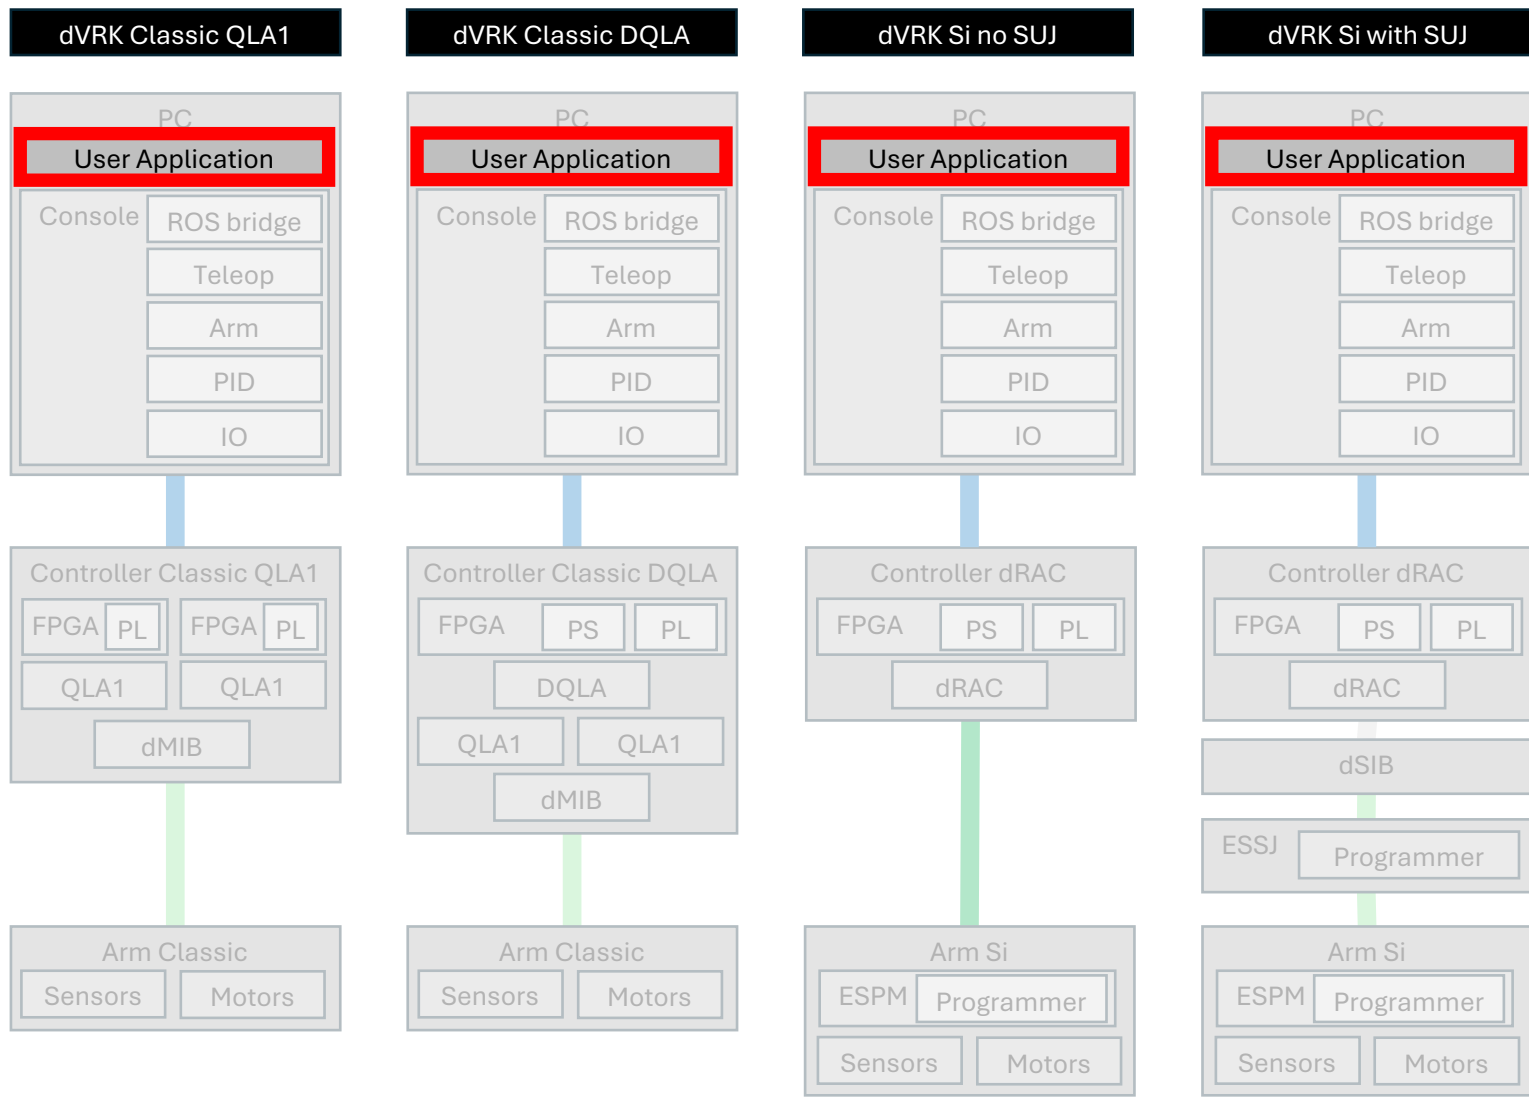 dVRK Classic QLA1
PC
User Application
Console
ROS bridge
Teleop
Arm
PID
IO
Controller Classic QLA1
FPGA PL FPGA PL
QLA1 QLA1
dMIB
Arm Classic
Sensors Motors
dVRK Classic DQLA
PC
User Application
Console
ROS bridge
Teleop
Arm
PID
IO
Controller Classic DQLA
FPGA PS PL
DQLA
QLA1 QLA1
dMIB
Arm Classic
Sensors Motors
dVRK Si no SUJ
PC
User Application
Console
ROS bridge
Teleop
Arm
PID
IO
Controller dRAC
FPGA PS PL
dRAC
Arm Si
ESPM Programmer
Sensors Motors
dVRK Si with SUJ
PC
User Application
Console
ROS bridge
Teleop
Arm
PID
IO
Controller dRAC
FPGA PS PL
dRAC
dSIB
ESSJ Programmer
Arm Si
ESPM Programmer
Sensors Motors